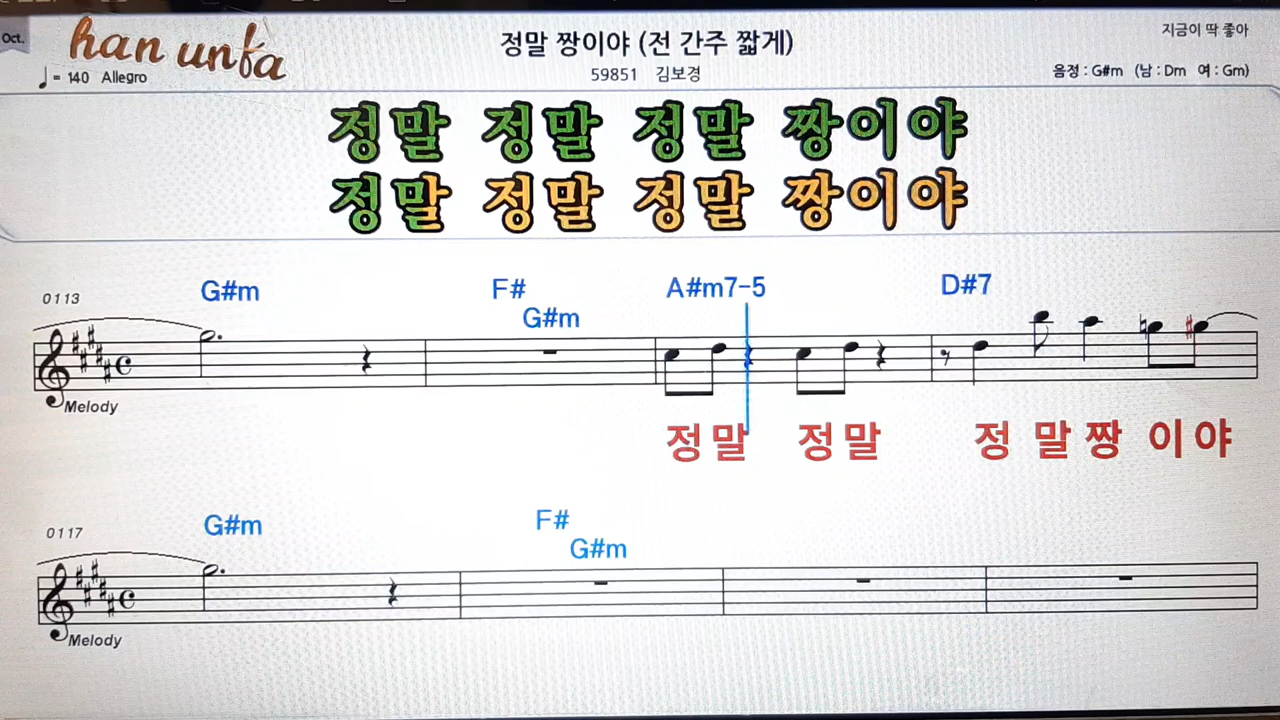 Oct.
han unfa
정말 짱이야 (전 간주 짧게)
지금이 딱 좋아
♩= 140 Allegro
59851 김보경
음정 : G#m (남 : Dm 여 : Gm)
정말 정말 정말 짱이야
정말 정말 정말 짱이야
0113
G#m F# G#m A#m7-5 D#7
Melody
정말 정말 정 말 짱 이 야
0117
G#m F# G#m
Melody